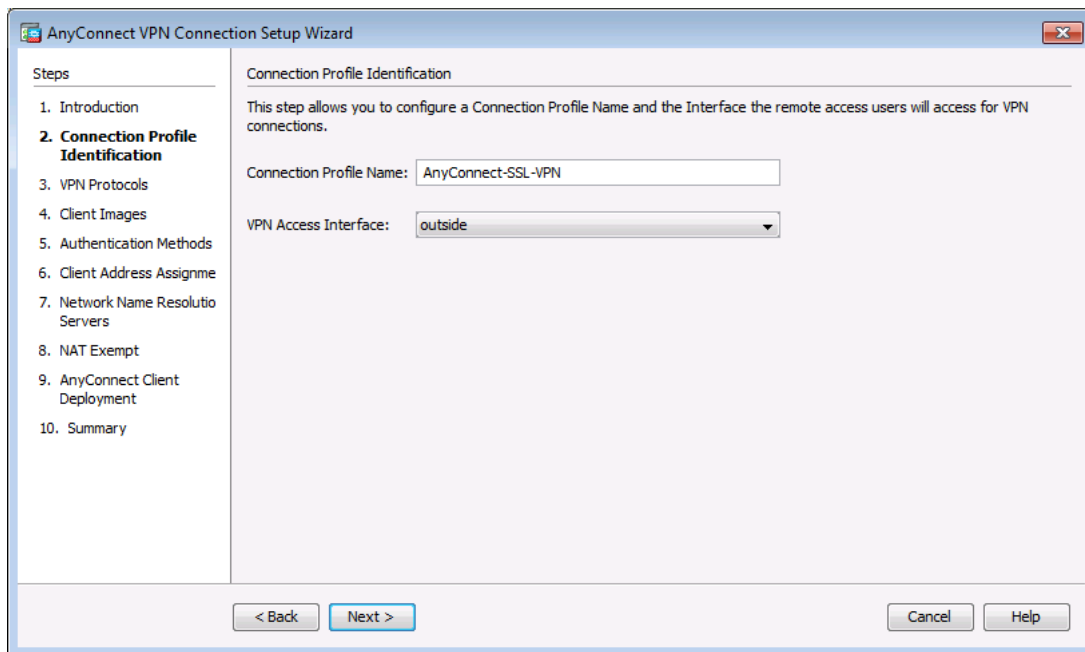 AnyConnect VPN Connection Setup Wizard
Steps
1. Introduction
2. Connection Profile
Identification
3. VPN Protocols
4. Client Images
5. Authentication Methods
6. Client Address Assignme
7. Network Name Resolutio
Servers
8. NAT Exempt
9. AnyConnect Client
Deployment
10. Summary
Connection Profile Identification
This step allows you to configure a Connection Profile Name and the Interface the remote access users will access for VPN
connections.
Connection Profile Name: AnyConnect-SSL-VPN
VPN Access Interface: outside
< Back Next > Cancel Help